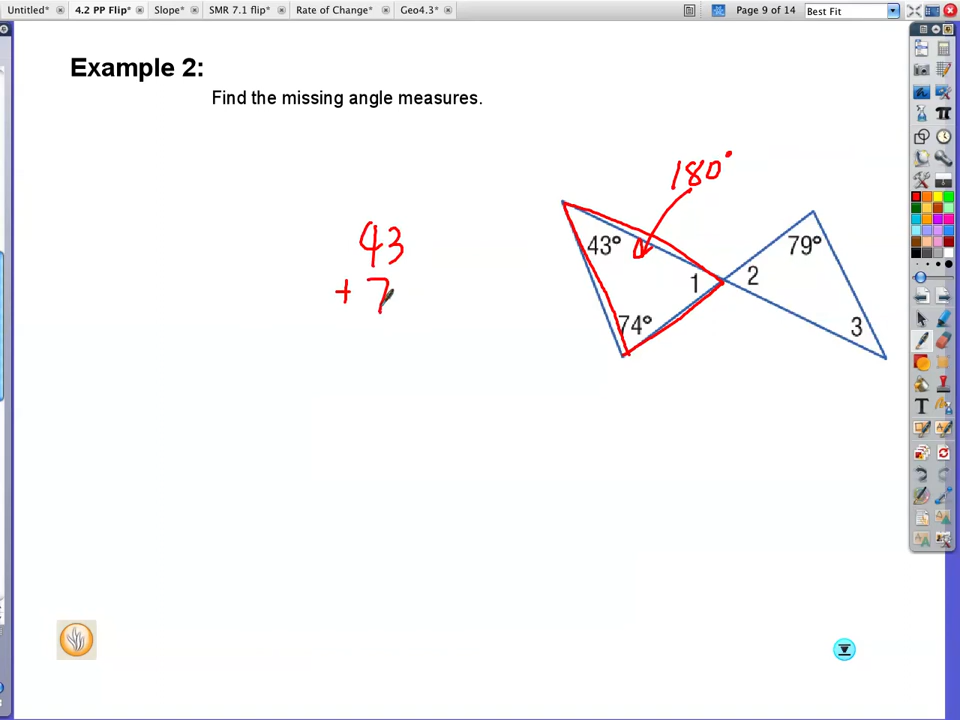 Untitled* 4.2 PP Flip* Slope* SMR 7.1 flip* Rate of Change* Geo4.3* Page 9 of 14 Best Fit
Example 2:
Find the missing angle measures.
180°
43
+ 7
43° 79°
1 2
74° 3
T